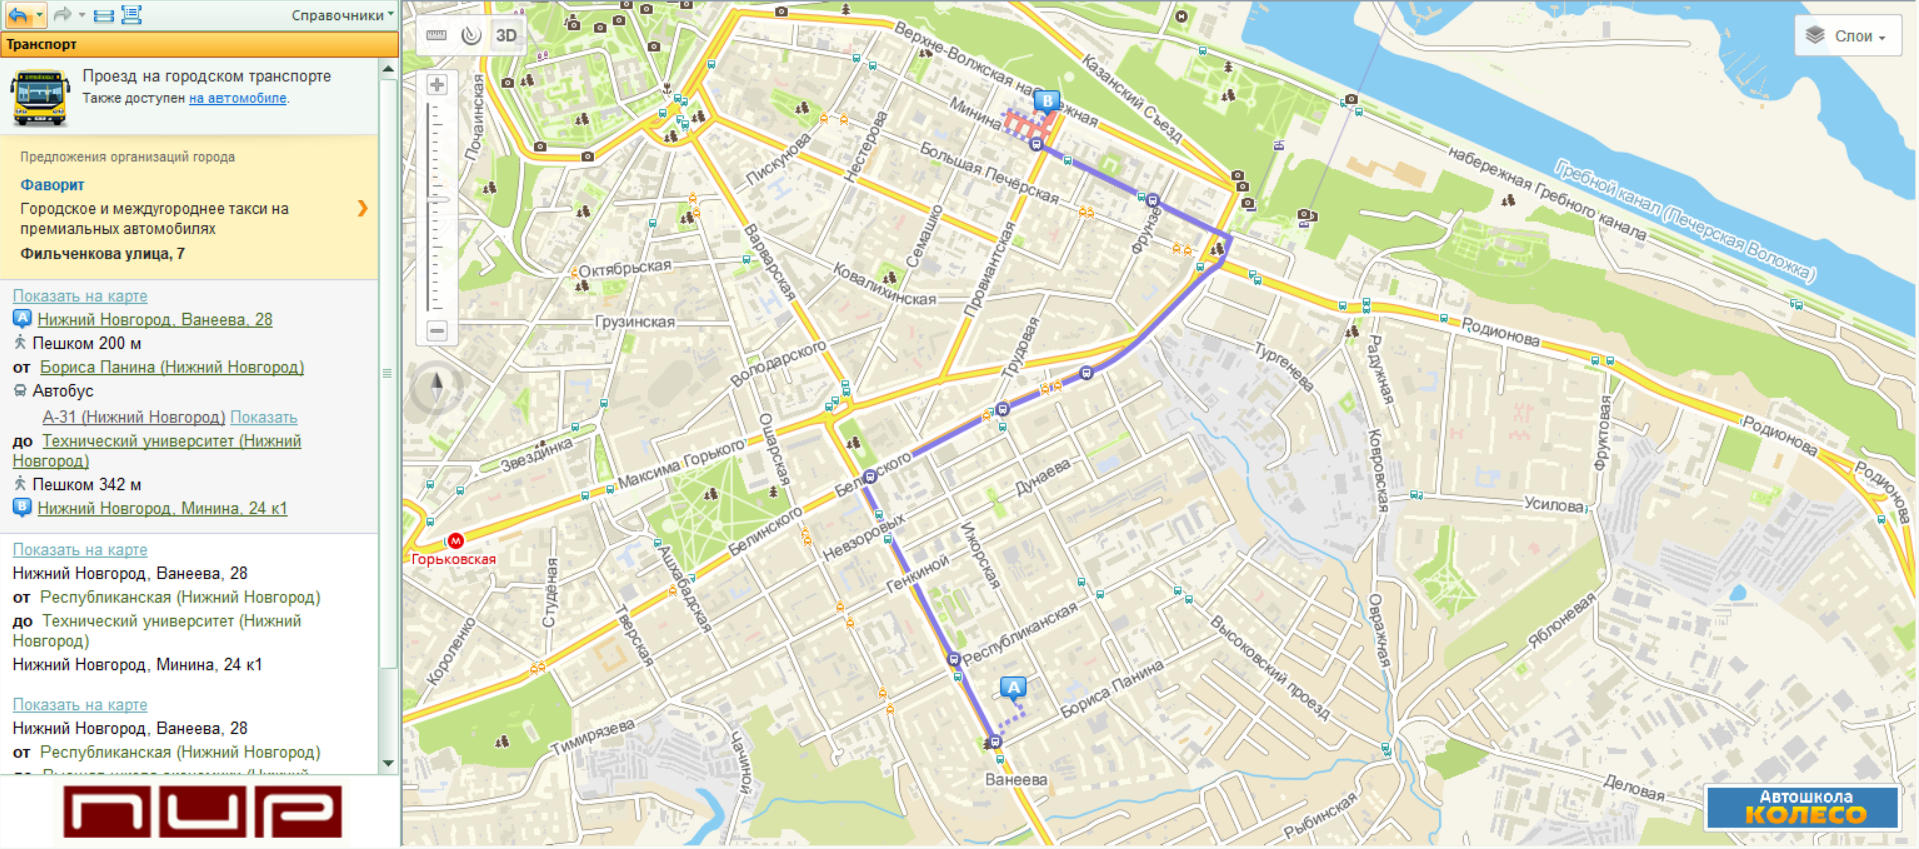 Справочники
Транспорт
Проезд на городском транспорте
Также доступен на автомобиле.
Предложения организаций города
Фаворит
Городское и междугороднее такси на
премиальных автомобилях
Фильченкова улица, 7
Показать на карте
A Нижний Новгород, Ванеева, 28
Пешком 200 м
от Бориса Панина (Нижний Новгород)
Автобус
А-31 (Нижний Новгород) Показать
до Технический университет (Нижний
Новгород)
Пешком 342 м
B Нижний Новгород, Минина, 24 к1
Показать на карте
Нижний Новгород, Ванеева, 28
от Республиканская (Нижний Новгород)
до Технический университет (Нижний
Новгород)
Нижний Новгород, Минина, 24 к1
Показать на карте
Нижний Новгород, Ванеева, 28
от Республиканская (Нижний Новгород)
3D
Слои
Верхне-Волжская набережная
Казанский Съезд
B
Минина
Почаинская
Нестерова
Пискунова
Большая Печёрская
набережная Гребного канала
Гребной канал (Печерская Воложка)
Фрунзе
Семашко
Варварская
Провиантская
Октябрьская
Ковалихинская
Грузинская
Родионова
Трудовая
Тургенева
Радужная
Володарского
Фруктовая
Родионова
Родионова
Ошарская
Ковровская
Звездинка
Максима Горького
Белинского
Дунаева
Усилова
Белинского
Невзоровых
Ижорская
М
Горьковская
Генкиной
Ашхабадская
Студёная
Тверская
Короленко
Республиканская
Высоковский проезд
Овражная
Яблоневая
A
Бориса Панина
Тимирязева
Чачиной
Ванеева
Деловая
Рыбинская
Автошкола
КОЛЕСО